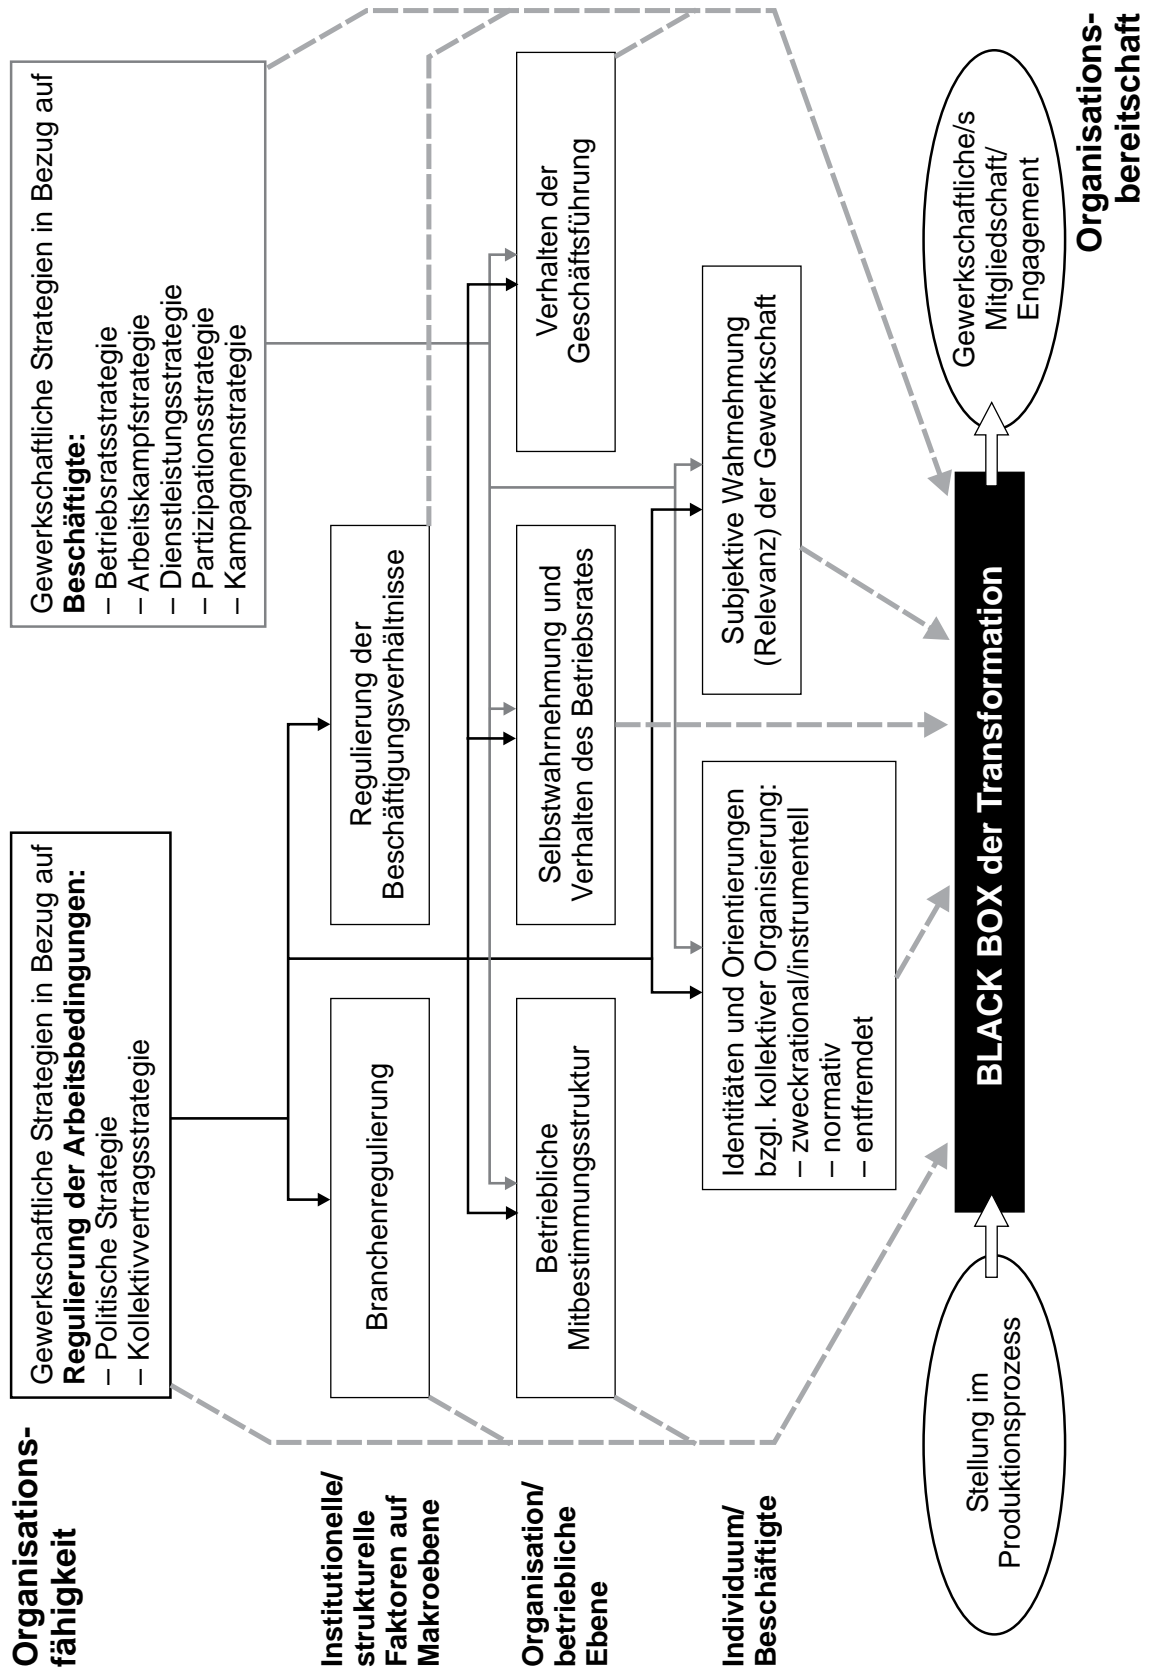 Organisations-
fähigkeit
Gewerkschaftliche Strategien in Bezug auf
Regulierung der Arbeitsbedingungen:
– Politische Strategie
– Kollektivvertragsstrategie
Gewerkschaftliche Strategien in Bezug auf
Beschäftigte:
– Betriebsratsstrategie
– Arbeitskampfstrategie
– Dienstleistungsstrategie
– Partizipationsstrategie
– Kampagnenstrategie
Institutionelle/
strukturelle
Faktoren auf
Makroebene
Branchenregulierung
Regulierung der
Beschäftigungsverhältnisse
Organisation/
betriebliche
Ebene
Betriebliche
Mitbestimmungsstruktur
Selbstwahrnehmung und
Verhalten des Betriebsrates
Verhalten der
Geschäftsführung
Individuum/
Beschäftigte
Identitäten und Orientierungen
bzgl. kollektiver Organisierung:
– zweckrational/instrumentell
– normativ
– entfremdet
Subjektive Wahrnehmung
(Relevanz) der Gewerkschaft
Stellung im
Produktionsprozess
BLACK BOX der Transformation
Gewerkschaftliche/s
Mitgliedschaft/
Engagement
Organisations-
bereitschaft